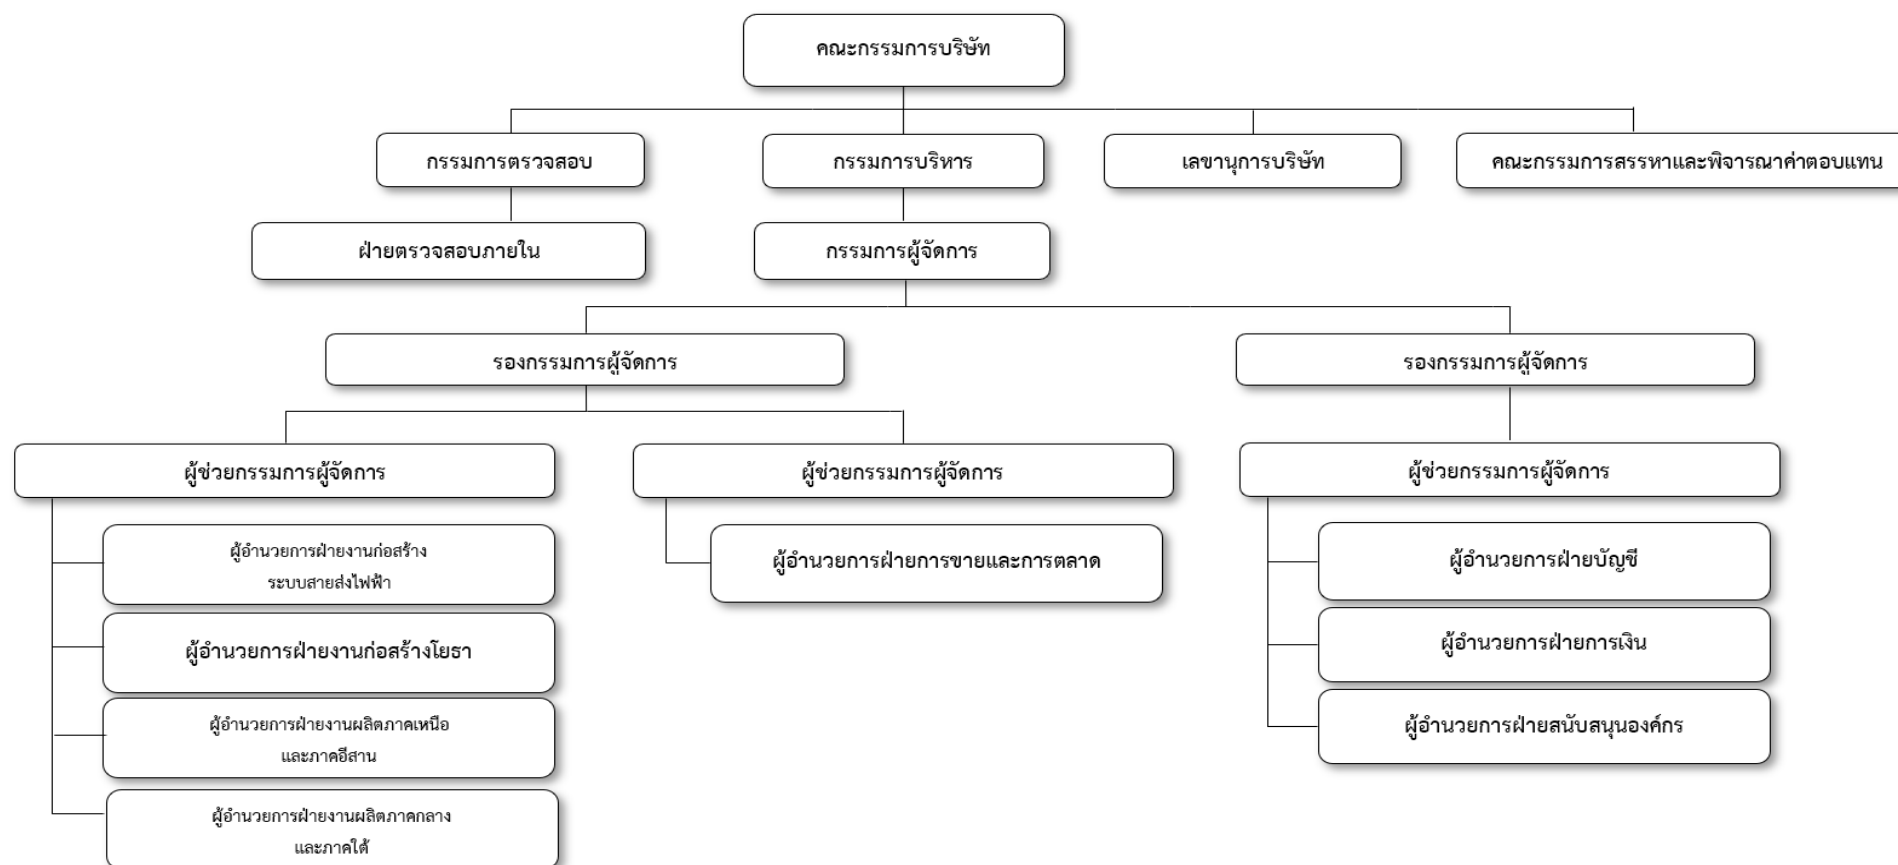 คณะกรรมการบริษัท
กรรมการตรวจสอบ
กรรมการบริหาร
เลขานุการบริษัท
คณะกรรมการสรรหาและพิจารณาค่าตอบแทน
ฝ่ายตรวจสอบภายใน
กรรมการผู้จัดการ
รองกรรมการผู้จัดการ
รองกรรมการผู้จัดการ
ผู้ช่วยกรรมการผู้จัดการ
ผู้ช่วยกรรมการผู้จัดการ
ผู้ช่วยกรรมการผู้จัดการ
ผู้อำนวยการฝ่ายงานก่อสร้าง
ระบบสายส่งไฟฟ้า
ผู้อำนวยการฝ่ายงานก่อสร้างโยธา
ผู้อำนวยการฝ่ายงานผลิตภาคเหนือ
และภาคอีสาน
ผู้อำนวยการฝ่ายงานผลิตภาคกลาง
และภาคใต้
ผู้อำนวยการฝ่ายการขายและการตลาด
ผู้อำนวยการฝ่ายบัญชี
ผู้อำนวยการฝ่ายการเงิน
ผู้อำนวยการฝ่ายสนับสนุนองค์กร